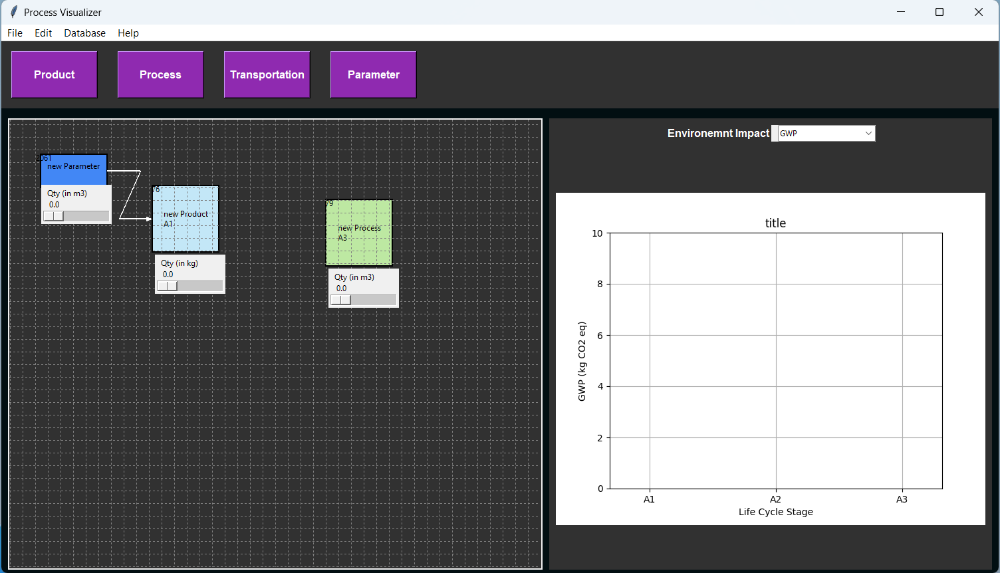 Process Visualizer
File Edit Database Help
Product Process Transportation Parameter
2061
new Parameter
Qty (in m3)
0.0
76
new Product
A1
Qty (in kg)
0.0
79
new Process
A3
Qty (in m3)
0.0
Environemnt Impact GWP
title
10
8
6
4
2
0
GWP (kg CO2 eq)
A1 A2 A3
Life Cycle Stage